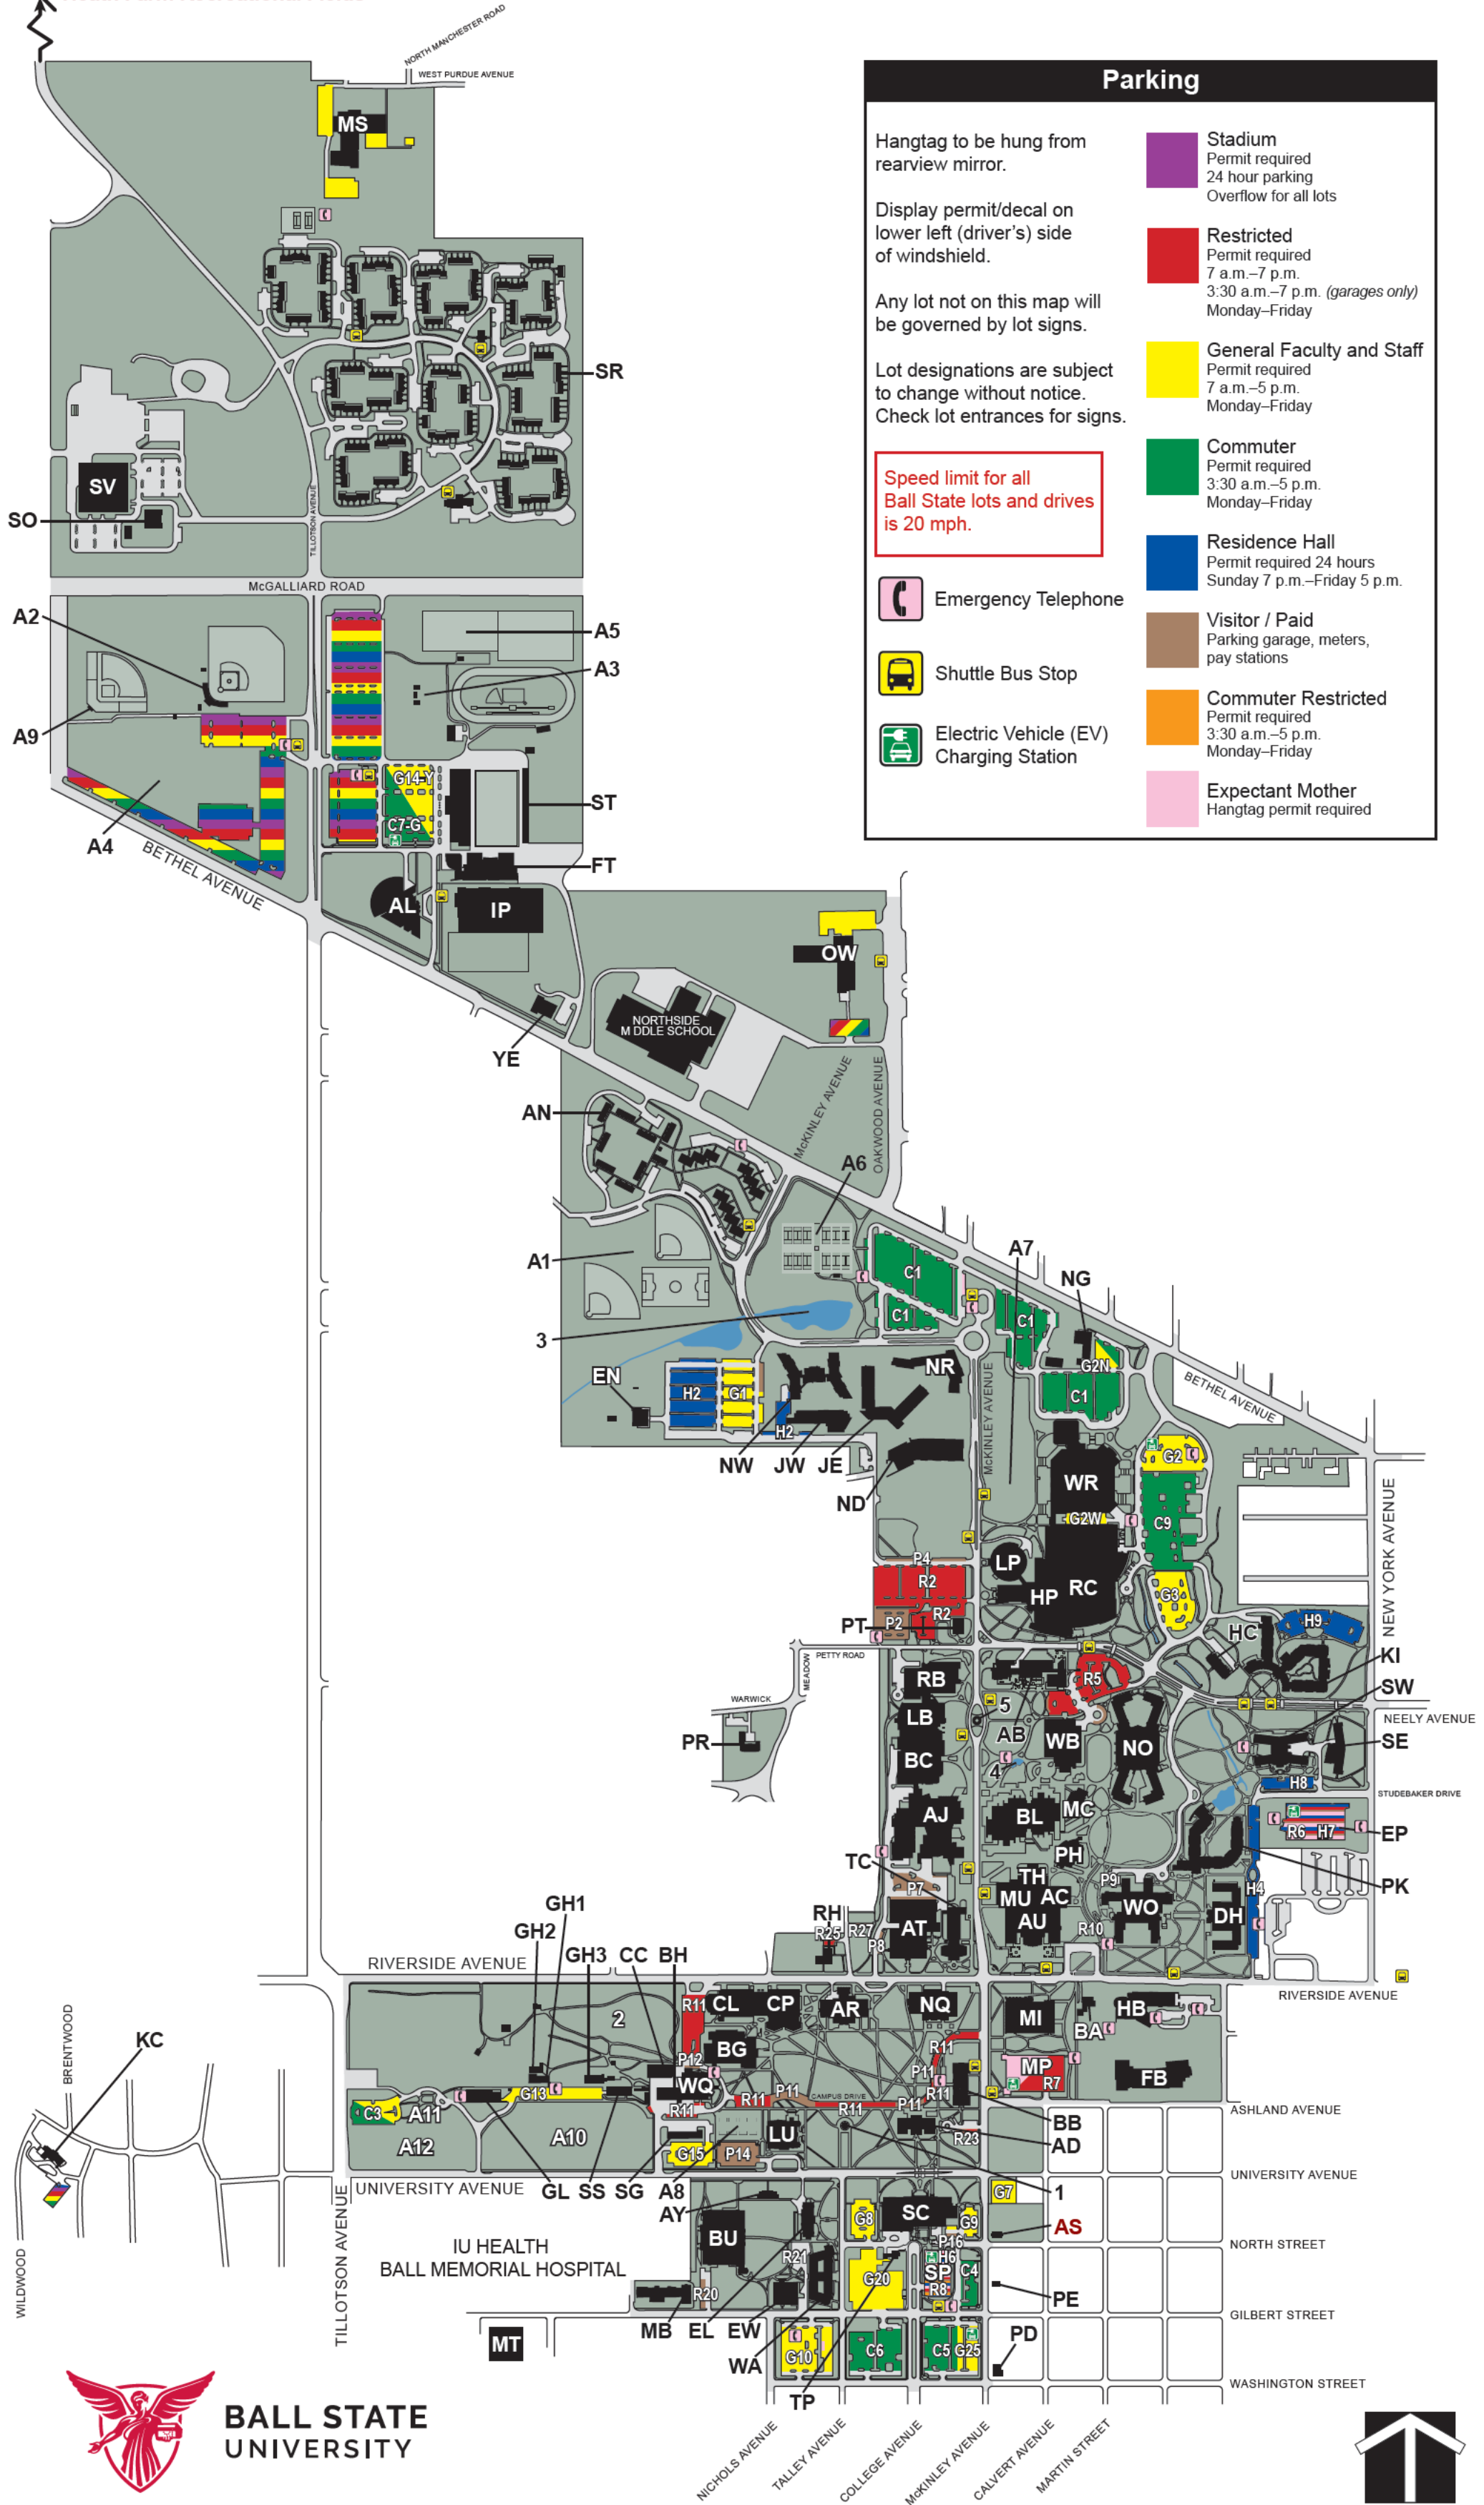 NORTH MANCHESTER ROAD
WEST PURDUE AVENUE
MS
SR
SV
SO
TILLOTSON AVENUE
McGALLIARD ROAD
Parking
Hangtag to be hung from
rearview mirror.
Display permit/decal on
lower left (driver's) side
of windshield.
Any lot not on this map will
be governed by lot signs.
Lot designations are subject
to change without notice.
Check lot entrances for signs.
Speed limit for all
Ball State lots and drives
is 20 mph.
Emergency Telephone
Shuttle Bus Stop
Electric Vehicle (EV)
Charging Station
Stadium
Permit required
24 hour parking
Overflow for all lots
Restricted
Permit required
7 a.m.–7 p.m.
3:30 a.m.–7 p.m. (garages only)
Monday–Friday
General Faculty and Staff
Permit required
7 a.m.–5 p.m.
Monday–Friday
Commuter
Permit required
3:30 a.m.–5 p.m.
Monday–Friday
Residence Hall
Permit required 24 hours
Sunday 7 p.m.–Friday 5 p.m.
Visitor / Paid
Parking garage, meters,
pay stations
Commuter Restricted
Permit required
3:30 a.m.–5 p.m.
Monday–Friday
Expectant Mother
Hangtag permit required
A2
A5
A3
A9
G14-Y
C7-G
ST
A4
BETHEL AVENUE
FT
AL
IP
OW
NORTHSIDE
M DDLE SCHOOL
YE
McKINLEY AVENUE
OAKWOOD AVENUE
AN
A6
A1
3
C1
C1
C1
A7
NG
G2N
C1
BETHEL AVENUE
EN
H2
G1
H2
NR
McKINLEY AVENUE
NW
JW
JE
ND
WR
G2
G2W
C9
NEW YORK AVENUE
P4
R2
LP
HP
RC
G3
R2
P2
PT
H9
HC
KI
PETTY ROAD
MEADOW
WARWICK
RB
R5
SW
LB
5
AB
WB
NO
NEELY AVENUE
PR
BC
4
SE
H8
STUDEBAKER DRIVE
AJ
BL
MC
R6
H7
EP
TC
PH
PK
TH
P9
P7
MU
AC
WO
H4
RH
R25
R27
AT
AU
R10
DH
P8
GH1
GH2
GH3
CC
BH
RIVERSIDE AVENUE
RIVERSIDE AVENUE
R11
CL
CP
AR
NQ
MI
HB
BA
2
BG
R11
P12
P11
MP
R7
FB
WQ
R11
KC
BRENTWOOD
WILDWOOD
C3
A11
G13
R11
P11
CAMPUS DRIVE
R11
P11
R11
ASHLAND AVENUE
A12
A10
BB
AD
LU
R23
G15
P14
UNIVERSITY AVENUE
UNIVERSITY AVENUE
GL
SS
SG
A8
AY
1
G7
AS
G8
SC
G9
P16
NORTH STREET
BU
IU HEALTH
BALL MEMORIAL HOSPITAL
TILLOTSON AVENUE
R21
G20
H6
SP
C4
R8
PE
R20
GILBERT STREET
MB
EL
EW
MT
WA
G10
C6
C5
G25
PD
TP
WASHINGTON STREET
NICHOLS AVENUE
TALLEY AVENUE
COLLEGE AVENUE
McKINLEY AVENUE
CALVERT AVENUE
MARTIN STREET
BALL STATE
UNIVERSITY